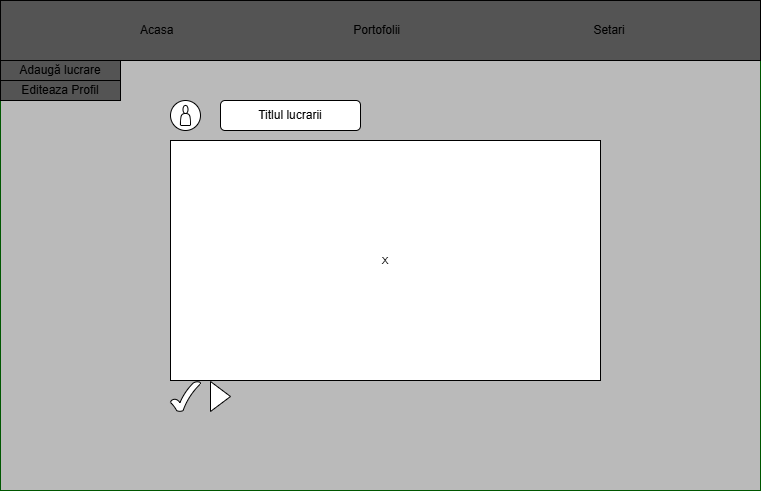 Acasa
Portofolii
Setari
Adaugă lucrare
Editeaza Profil
Titlul lucrarii
X